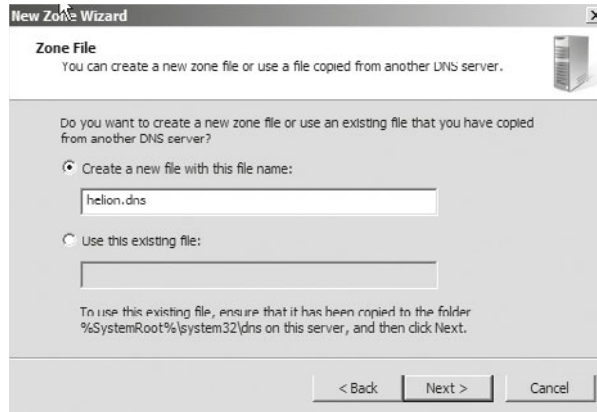 New Zone Wizard
Zone File
You can create a new zone file or use a file copied from another DNS server.
Do you want to create a new zone file or use an existing file that you have copied
from another DNS server?
Create a new file with this file name:
helion.dns
Use this existing file:
To use this existing file, ensure that it has been copied to the folder
%SystemRoot%\system32\dns on this server, and then click Next.
< Back
Next >
Cancel